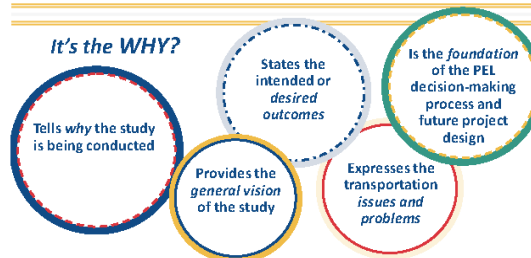 It's the WHY?
Tells why the study
is being conducted
Provides the
general vision
of the study
States the
intended or
desired
outcomes
Expresses the
transportation
issues and
problems
Is the foundation
of the PEL
decision-making
process and
future project
design